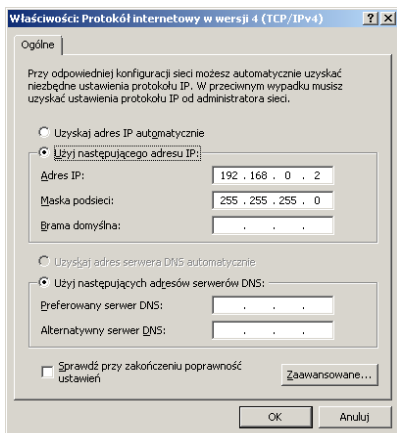 Właściwości: Protokół internetowy w wersji 4 (TCP/IPv4)
Ogólne
Przy odpowiedniej konfiguracji sieci możesz automatycznie uzyskać
niezbędne ustawienia protokołu IP. W przeciwnym wypadku musisz
uzyskać ustawienia protokołu IP od administratora sieci.
Uzyskaj adres IP automatycznie
Użyj następującego adresu IP:
Adres IP: 192 . 168 . 0 . 2
Maska podsieci: 255 . 255 . 255 . 0
Brama domyślna: . . .
Uzyskaj adres serwera DNS automatycznie
Użyj następujących adresów serwerów DNS:
Preferowany serwer DNS: . . .
Alternatywny serwer DNS: . . .
Sprawdź przy zakończeniu poprawność
ustawień
Zaawansowane...
OK Anuluj